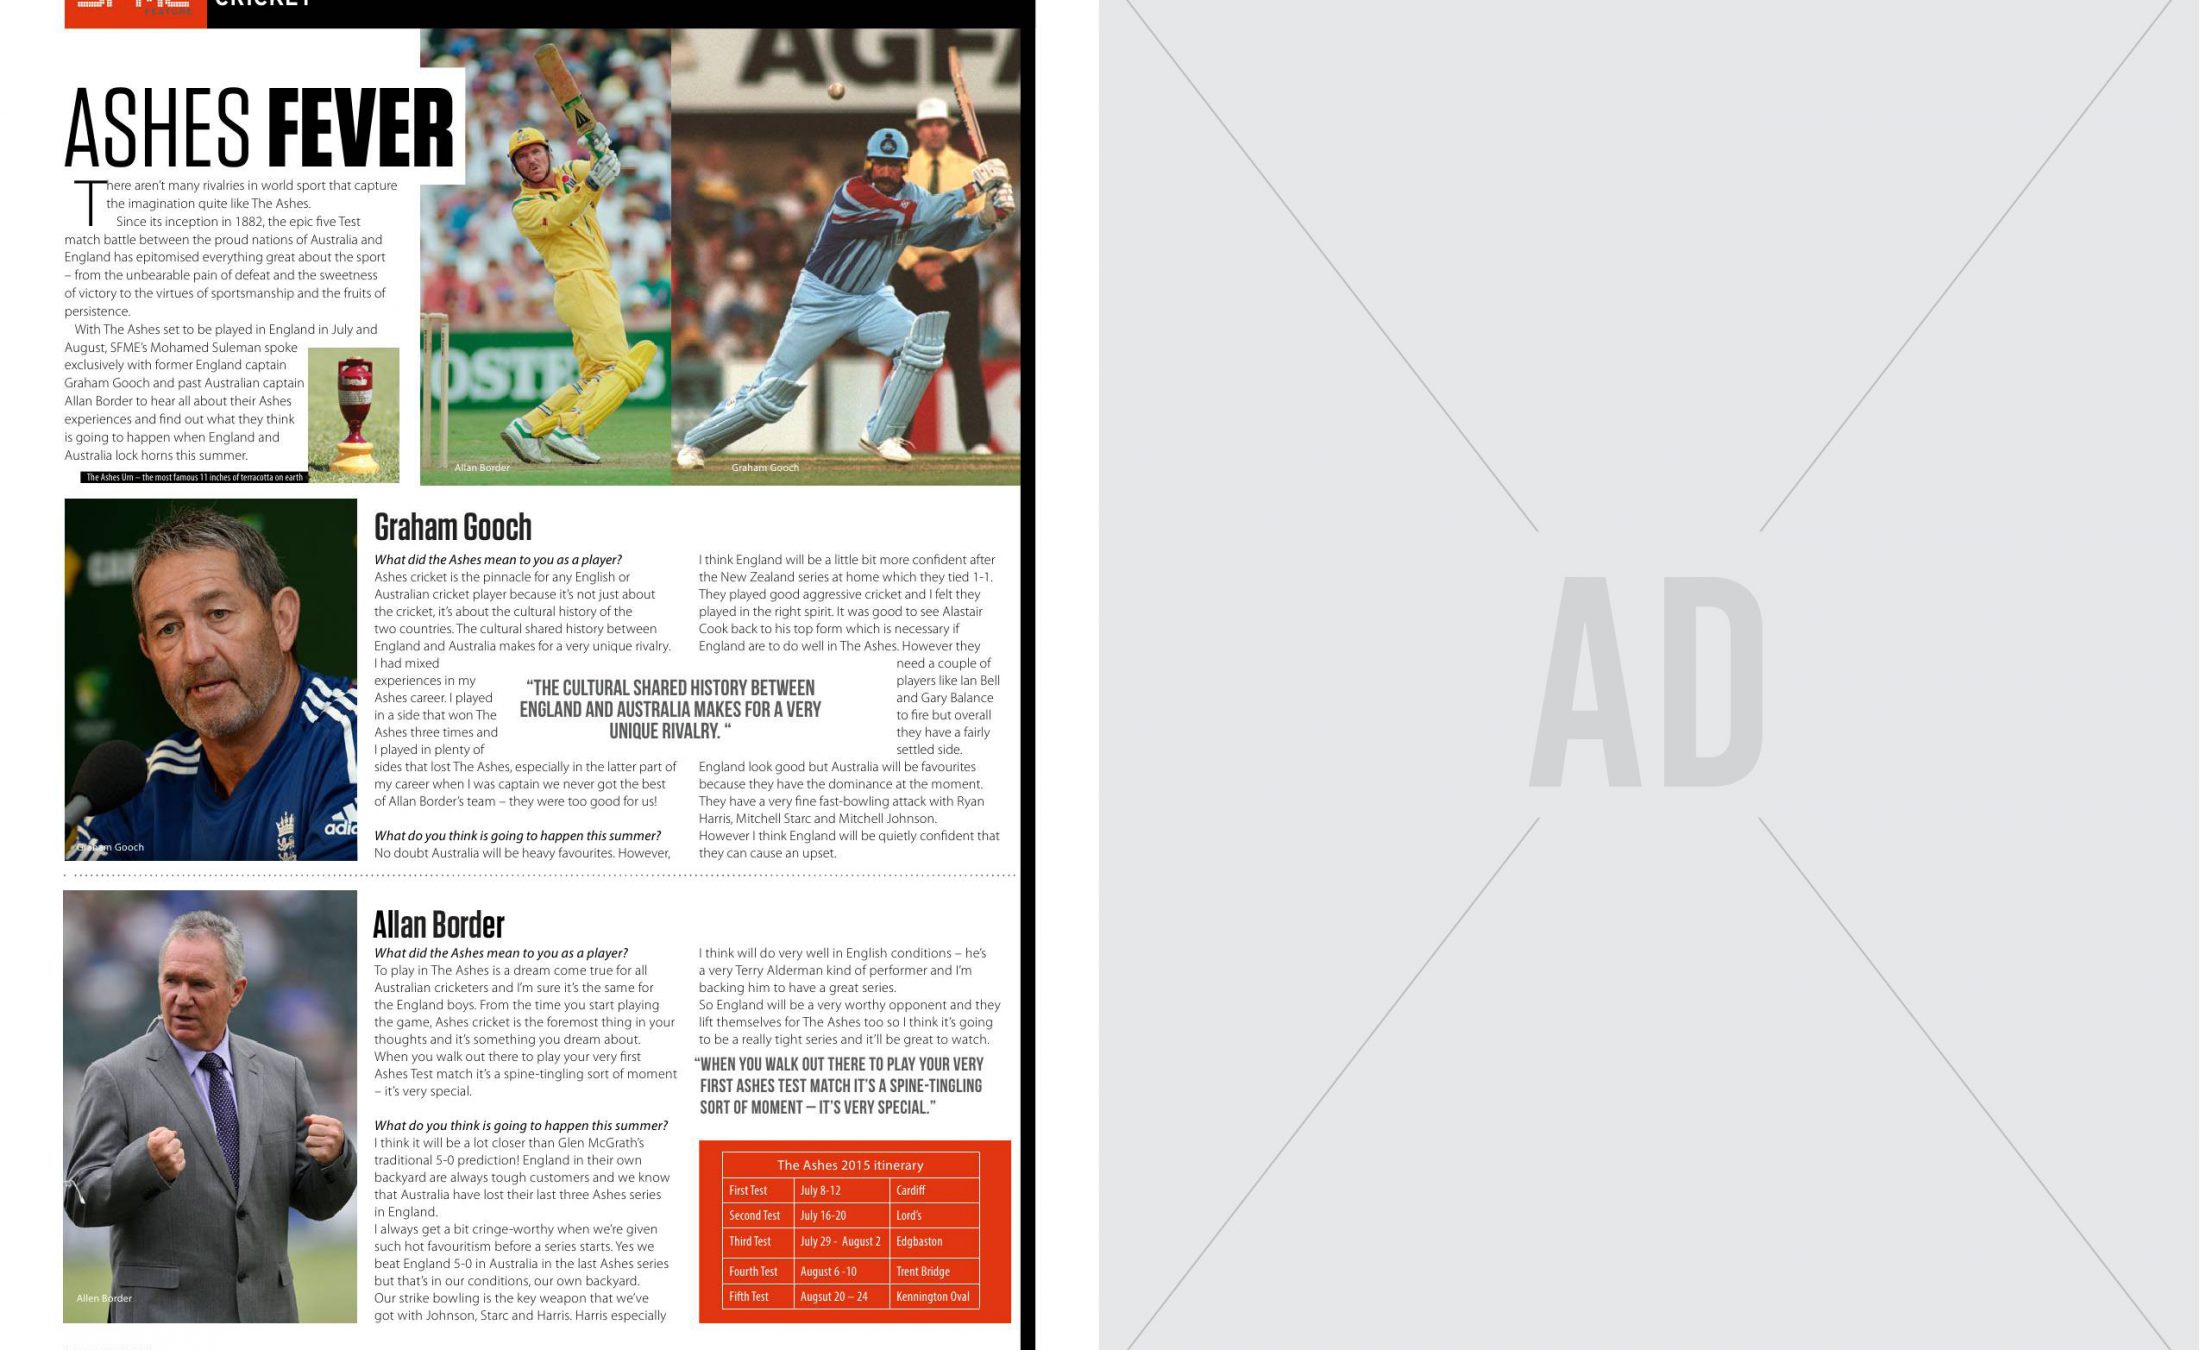 CRICKET
AGFA
ASHES FEVER
There aren't many rivalries in world sport that capture
the imagination quite like The Ashes.
Since its inception in 1882, the epic five Test
match battle between the proud nations of Australia and
England has epitomised everything great about the sport
– from the unbearable pain of defeat and the sweetness
of victory to the virtues of sportsmanship and the fruits of
persistence.
With The Ashes set to be played in England in July and
August, SFME's Mohamed Suleman spoke
exclusively with former England captain
Graham Gooch and past Australian captain
Allan Border to hear all about their Ashes
experiences and find out what they think
is going to happen when England and
Australia lock horns this summer.
The Ashes Urn – the most famous 11 inches of terracotta on earth
Allan Border
Graham Gooch
Graham Gooch
Graham Gooch
What did the Ashes mean to you as a player?
Ashes cricket is the pinnacle for any English or
Australian cricket player because it's not just about
the cricket, it's about the cultural history of the
two countries. The cultural shared history between
England and Australia makes for a very unique rivalry.
I had mixed
experiences in my
Ashes career. I played
in a side that won The
Ashes three times and
I played in plenty of
sides that lost The Ashes, especially in the latter part of
my career when I was captain we never got the best
of Allan Border's team – they were too good for us!
What do you think is going to happen this summer?
No doubt Australia will be heavy favourites. However,
"THE CULTURAL SHARED HISTORY BETWEEN
ENGLAND AND AUSTRALIA MAKES FOR A VERY
UNIQUE RIVALRY. "
I think England will be a little bit more confident after
the New Zealand series at home which they tied 1-1.
They played good aggressive cricket and I felt they
played in the right spirit. It was good to see Alastair
Cook back to his top form which is necessary if
England are to do well in The Ashes. However they
need a couple of
players like Ian Bell
and Gary Balance
to fire but overall
they have a fairly
settled side.
England look good but Australia will be favourites
because they have the dominance at the moment.
They have a very fine fast-bowling attack with Ryan
Harris, Mitchell Starc and Mitchell Johnson.
However I think England will be quietly confident that
they can cause an upset.
Allen Border
Allan Border
What did the Ashes mean to you as a player?
To play in The Ashes is a dream come true for all
Australian cricketers and I'm sure it's the same for
the England boys. From the time you start playing
the game, Ashes cricket is the foremost thing in your
thoughts and it's something you dream about.
When you walk out there to play your very first
Ashes Test match it's a spine-tingling sort of moment
– it's very special.
What do you think is going to happen this summer?
I think it will be a lot closer than Glen McGrath's
traditional 5-0 prediction! England in their own
backyard are always tough customers and we know
that Australia have lost their last three Ashes series
in England.
I always get a bit cringe-worthy when we're given
such hot favouritism before a series starts. Yes we
beat England 5-0 in Australia in the last Ashes series
but that's in our conditions, our own backyard.
Our strike bowling is the key weapon that we've
got with Johnson, Starc and Harris. Harris especially
I think will do very well in English conditions – he's
a very Terry Alderman kind of performer and I'm
backing him to have a great series.
So England will be a very worthy opponent and they
lift themselves for The Ashes too so I think it's going
to be a really tight series and it'll be great to watch.
"WHEN YOU WALK OUT THERE TO PLAY YOUR VERY
FIRST ASHES TEST MATCH IT'S A SPINE-TINGLING
SORT OF MOMENT – IT'S VERY SPECIAL."
The Ashes 2015 itinerary
First Test July 8-12 Cardiff
Second Test July 16-20 Lord's
Third Test July 29 - August 2 Edgbaston
Fourth Test August 6 -10 Trent Bridge
Fifth Test Augsut 20 – 24 Kennington Oval
AD